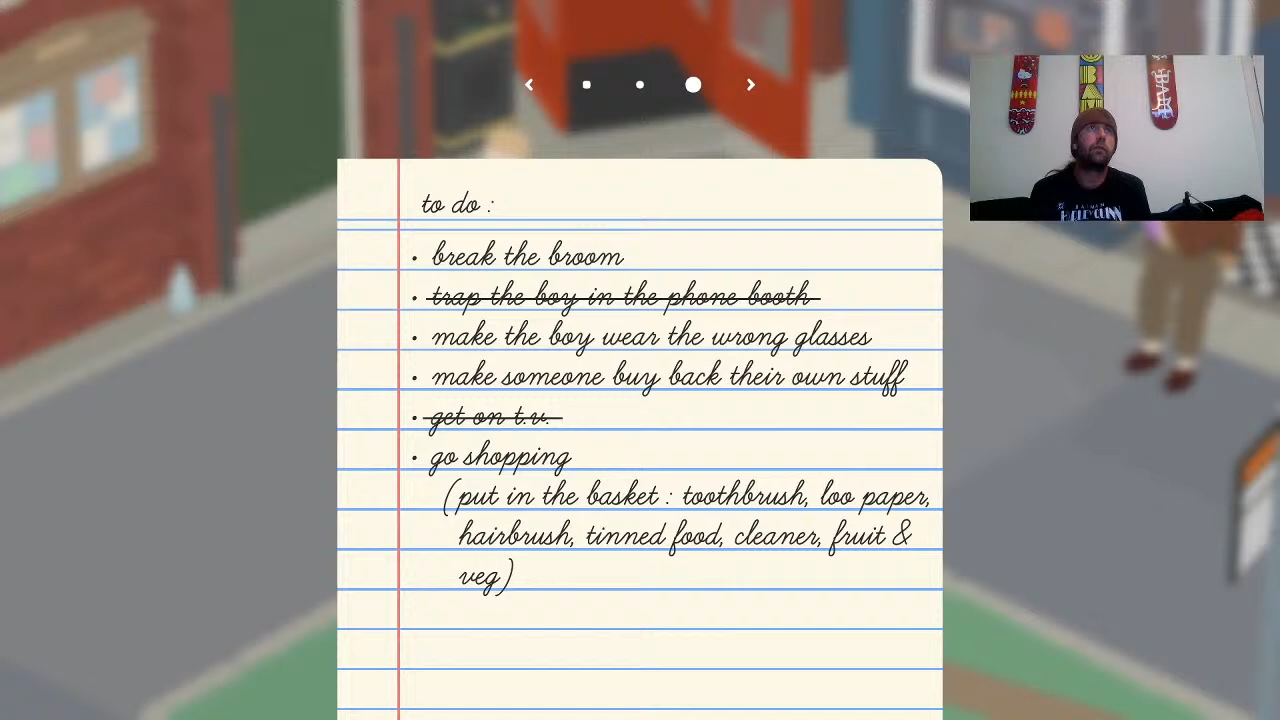 to do :
• break the broom
• trap the boy in the phone booth
• make the boy wear the wrong glasses
• make someone buy back their own stuff
• get on t.v.
• go shopping
(put in the basket : toothbrush, loo paper,
hairbrush, tinned food, cleaner, fruit &
veg)